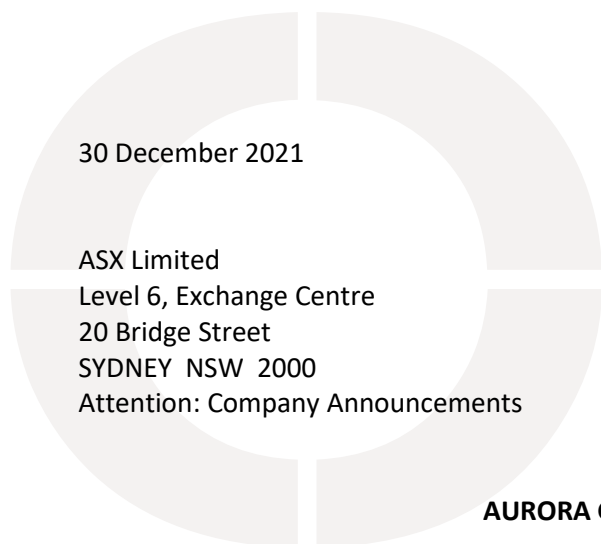 30 December 2021
ASX Limited
Level 6, Exchange Centre
20 Bridge Street
SYDNEY NSW 2000
Attention: Company Announcements
AURORA